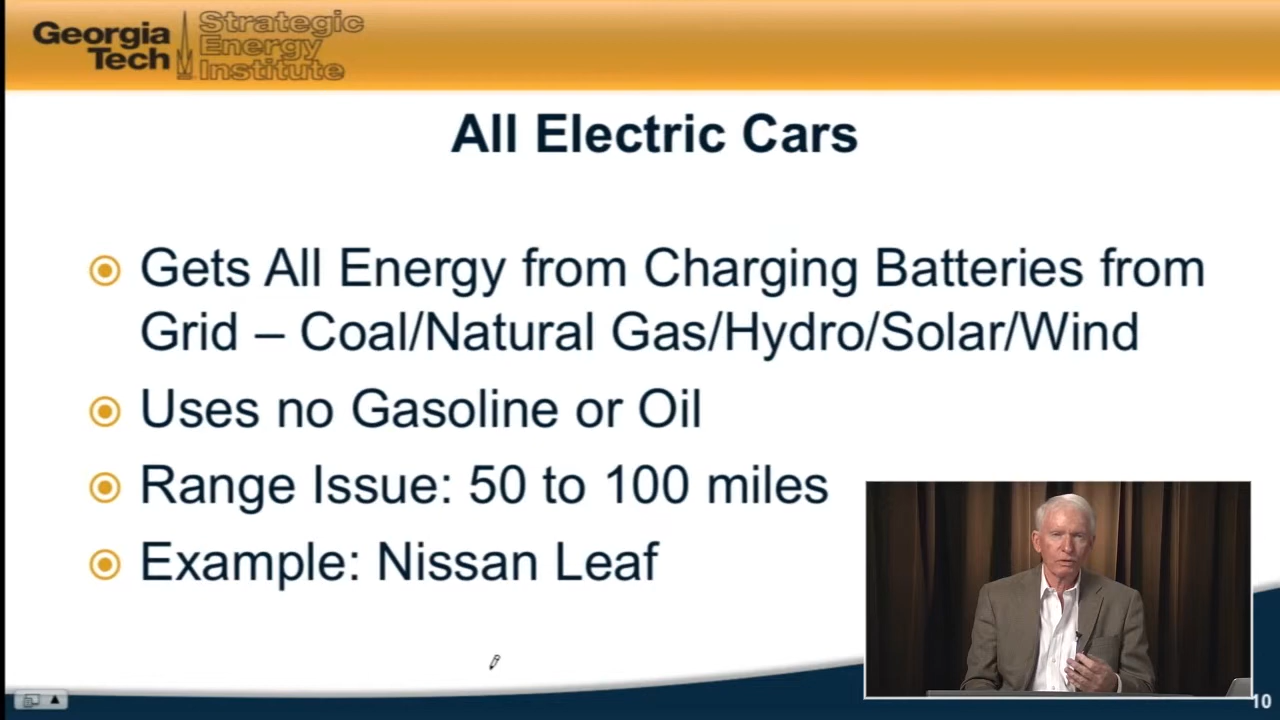 Georgia Tech
Strategic Energy Institute
All Electric Cars
Gets All Energy from Charging Batteries from
Grid – Coal/Natural Gas/Hydro/Solar/Wind
Uses no Gasoline or Oil
Range Issue: 50 to 100 miles
Example: Nissan Leaf
10